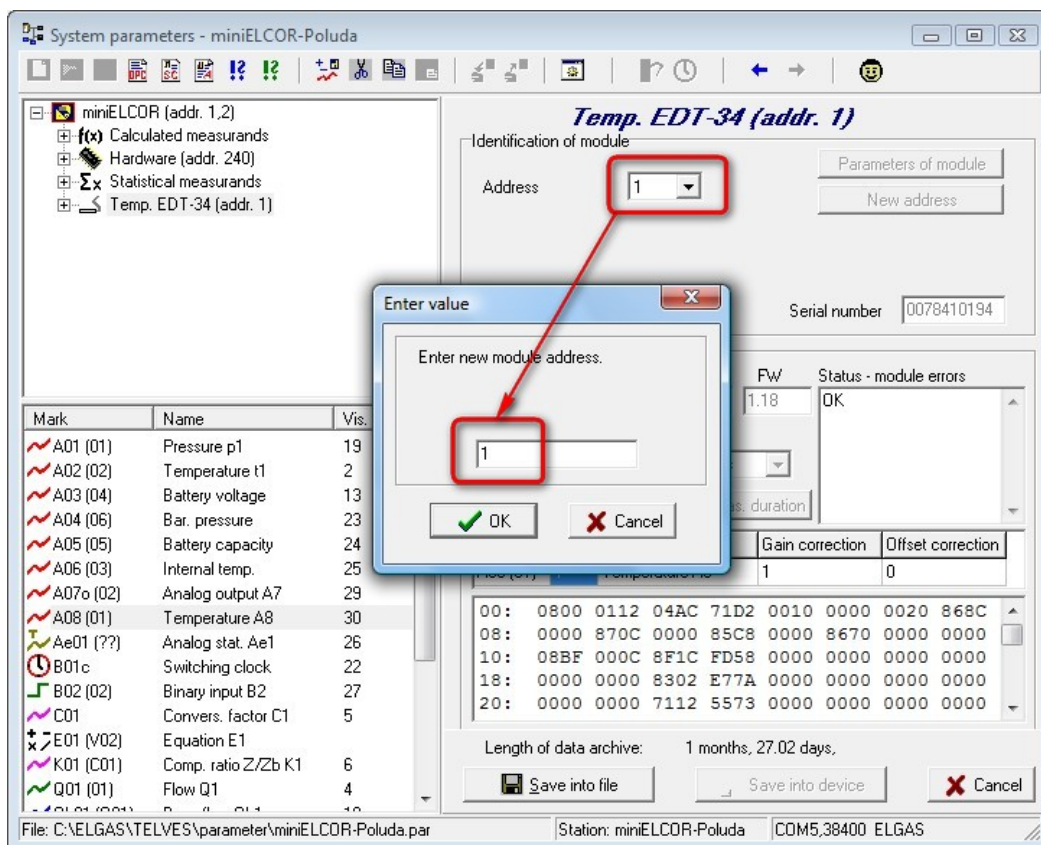 System parameters - miniELCOR-Poluda
miniELCOR (addr. 1,2)
f(x) Calculated measurands
Hardware (addr. 240)
Σx Statistical measurands
Temp. EDT-34 (addr. 1)
Temp. EDT-34 (addr. 1)
Identification of module
Address 1
Parameters of module
New address
Serial number 0078410194
Enter value
Enter new module address.
1
OK Cancel
FW Status - module errors
1.18 OK
duration
Gain correction Offset correction
1 0
Mark Name Vis.
A01 (01) Pressure p1 19
A02 (02) Temperature t1 2
A03 (04) Battery voltage 13
A04 (06) Bar. pressure 23
A05 (05) Battery capacity 24
A06 (03) Internal temp. 25
A07o (02) Analog output A7 29
A08 (01) Temperature A8 30
Ae01 (??) Analog stat. Ae1 26
B01c Switching clock 22
B02 (02) Binary input B2 27
C01 Convers. factor C1 5
E01 (V02) Equation E1
K01 (C01) Comp. ratio Z/Zb K1 6
Q01 (01) Flow Q1 4
00: 0800 0112 04AC 71D2 0010 0000 0020 868C
08: 0000 870C 0000 85C8 0000 8670 0000 0000
10: 08BF 000C 8F1C FD58 0000 0000 0000 0000
18: 0000 0000 8302 E77A 0000 0000 0000 0000
20: 0000 0000 7112 5573 0000 0000 0000 0000
Length of data archive: 1 months, 27.02 days,
Save into file Save into device Cancel
File: C:\ELGAS\TELVES\parameter\miniELCOR-Poluda.par Station: miniELCOR-Poluda COM5,38400 ELGAS